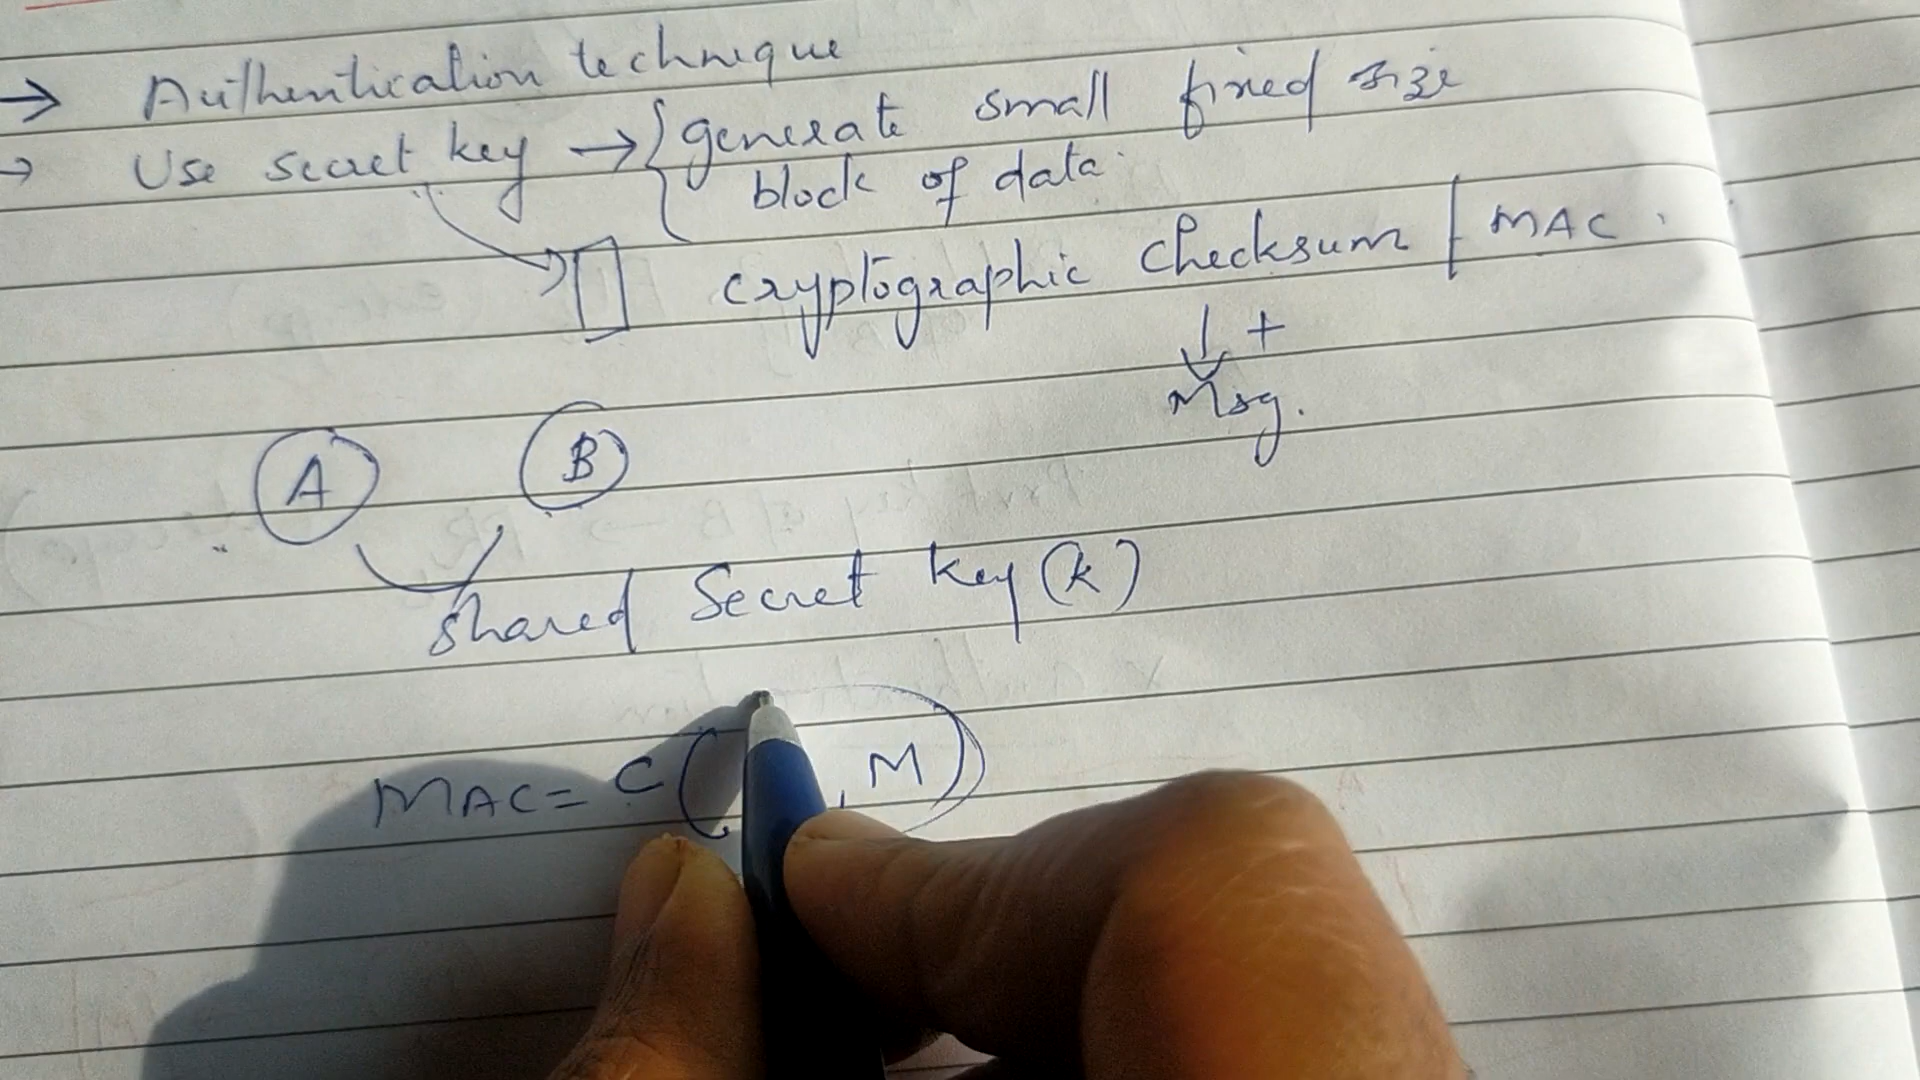 → Authentication technique
→ Use secret key → { generate small fixed size
block of data.
cryptographic checksum / MAC.
↓ +
Msg.
A B
shared Secret key (k)
MAC = C ( , M)